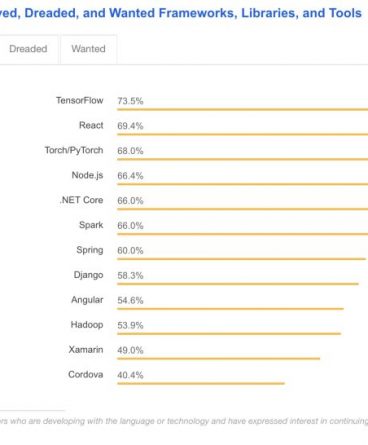 ed, Dreaded, and Wanted Frameworks, Libraries, and Tools
Dreaded Wanted
TensorFlow 73.5%
React 69.4%
Torch/PyTorch 68.0%
Node.js 66.4%
.NET Core 66.0%
Spark 66.0%
Spring 60.0%
Django 58.3%
Angular 54.6%
Hadoop 53.9%
Xamarin 49.0%
Cordova 40.4%
rs who are developing with the language or technology and have expressed interest in continuing